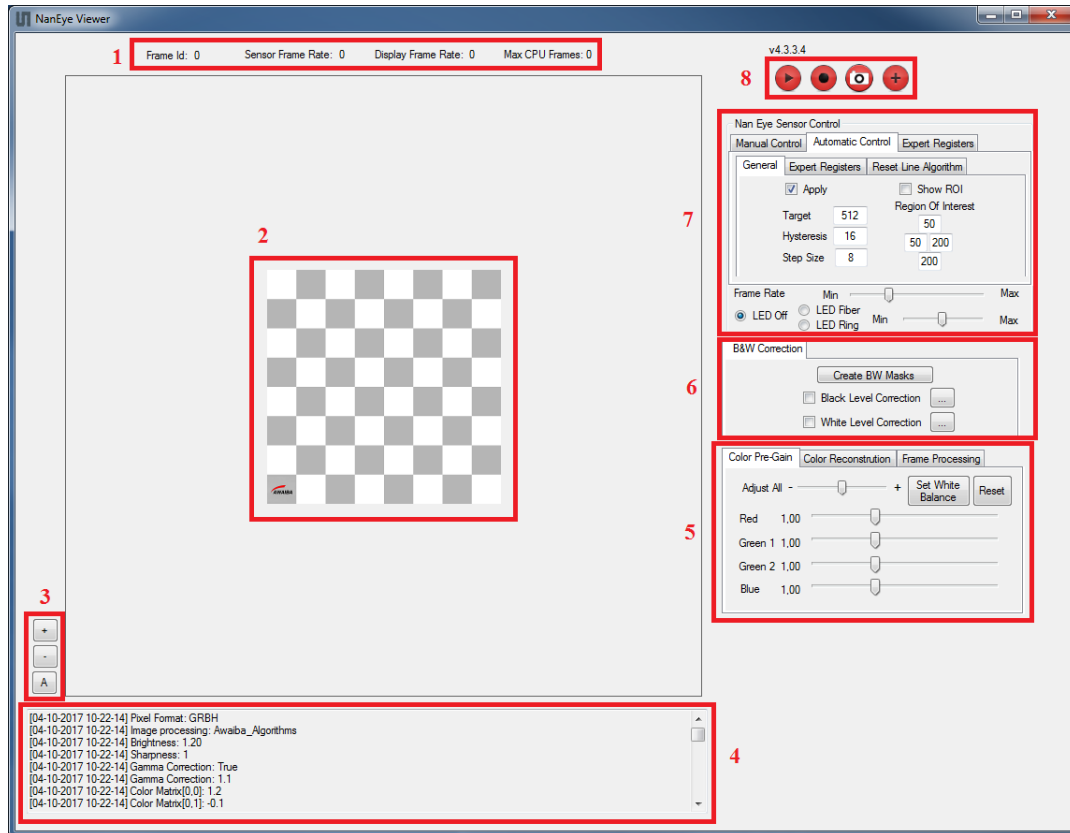 NanEye Viewer
1
Frame Id: 0 Sensor Frame Rate: 0 Display Frame Rate: 0 Max CPU Frames: 0
v4.3.3.4
8
2
AWAIBA
7
Nan Eye Sensor Control
Manual Control Automatic Control Expert Registers
General Expert Registers Reset Line Algorithm
Apply Show ROI
Region Of Interest
Target 512 50
Hysteresis 16 50 200
Step Size 8 200
Frame Rate Min Max
LED Off LED Fiber
LED Ring Min Max
6
B&W Correction
Create BW Masks
Black Level Correction ...
White Level Correction ...
5
Color Pre-Gain Color Reconstrution Frame Processing
Adjust All - + Set White Balance Reset
Red 1,00
Green 1 1,00
Green 2 1,00
Blue 1,00
3
+
-
A
4
[04-10-2017 10-22-14] Pixel Format: GRBH
[04-10-2017 10-22-14] Image processing: Awaiba_Algorithms
[04-10-2017 10-22-14] Brightness: 1.20
[04-10-2017 10-22-14] Sharpness: 1
[04-10-2017 10-22-14] Gamma Correction: True
[04-10-2017 10-22-14] Gamma Correction: 1.1
[04-10-2017 10-22-14] Color Matrix[0,0]: 1.2
[04-10-2017 10-22-14] Color Matrix[0,1]: -0.1